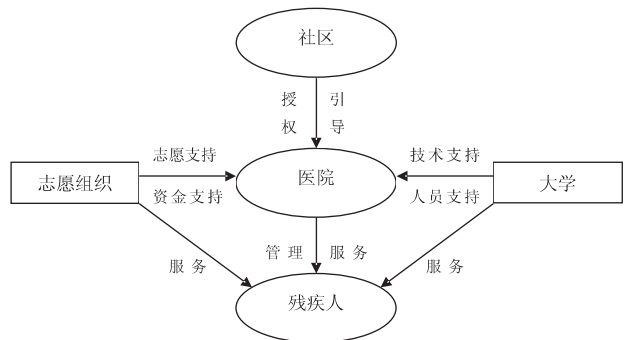 社区
授 引
权 导
志愿支持
技术支持
志愿组织
医院
大学
资金支持
人员支持
管理 服务
服务
服务
残疾人